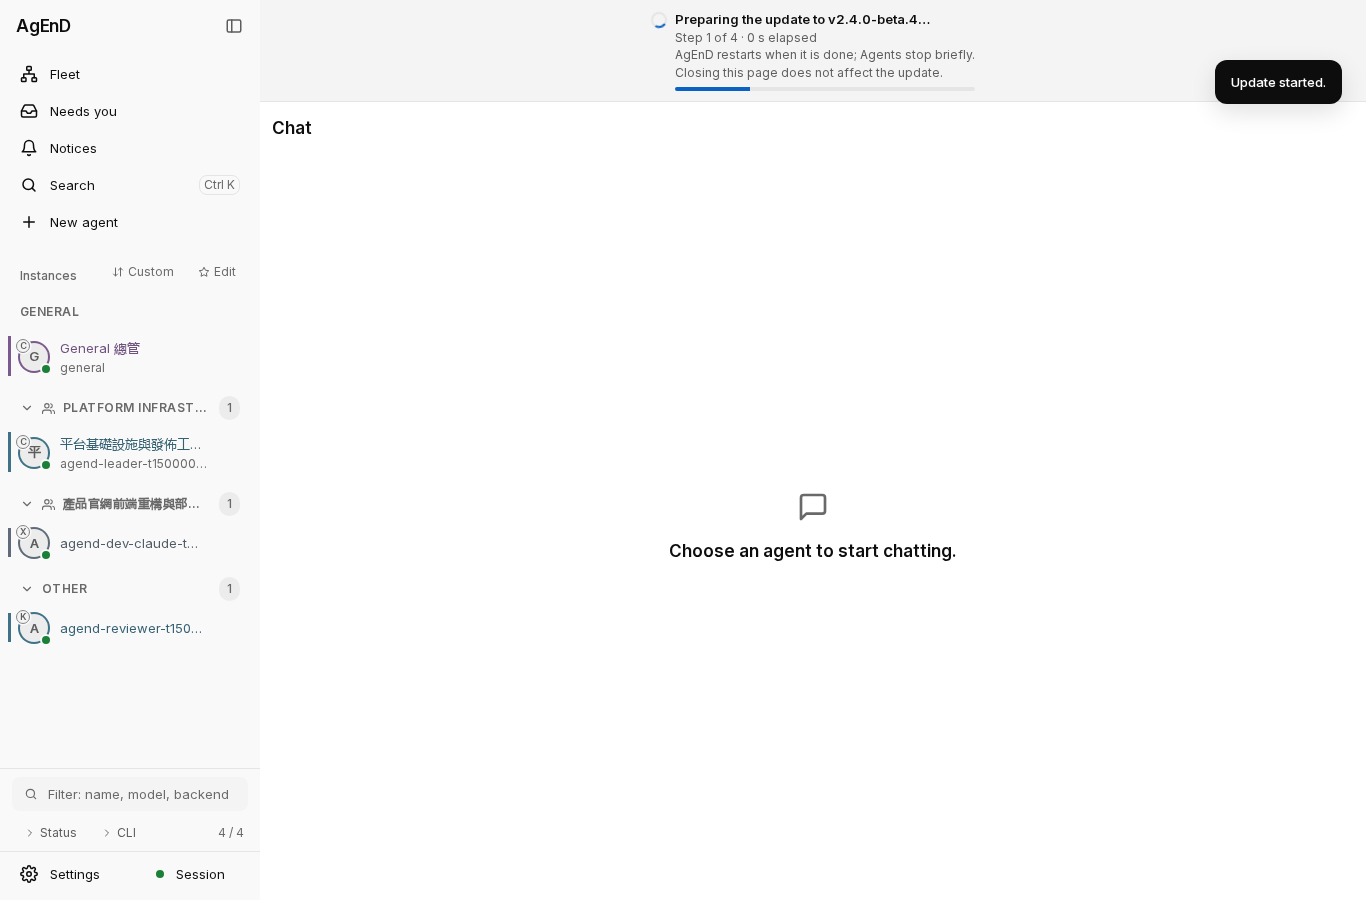 AgEnD
Fleet
Needs you
Notices
Search
Ctrl K
New agent
Instances
Custom
Edit
GENERAL
C
G
General 總管
general
PLATFORM INFRAST…
1
C
平
平台基礎設施與發佈工…
agend-leader-t150000…
產品官網前端重構與部…
1
X
A
agend-dev-claude-t…
OTHER
1
K
A
agend-reviewer-t150…
Filter: name, model, backend
Status
CLI
4 / 4
Settings
Session
Preparing the update to v2.4.0-beta.4…
Step 1 of 4 · 0 s elapsed
AgEnD restarts when it is done; Agents stop briefly.
Closing this page does not affect the update.
Update started.
Chat
Choose an agent to start chatting.